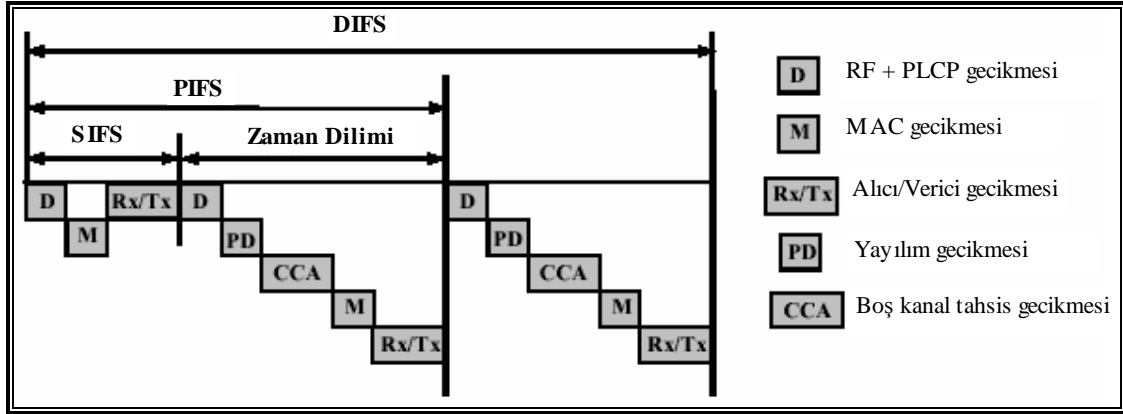 DIFS
PIFS
SIFS
Zaman Dilimi
D
M
Rx/Tx
D
PD
CCA
M
Rx/Tx
D
PD
CCA
M
Rx/Tx
D RF + PLCP gecikmesi
M MAC gecikmesi
Rx/Tx Alıcı/Verici gecikmesi
PD Yayılım gecikmesi
CCA Boş kanal tahsis gecikmesi